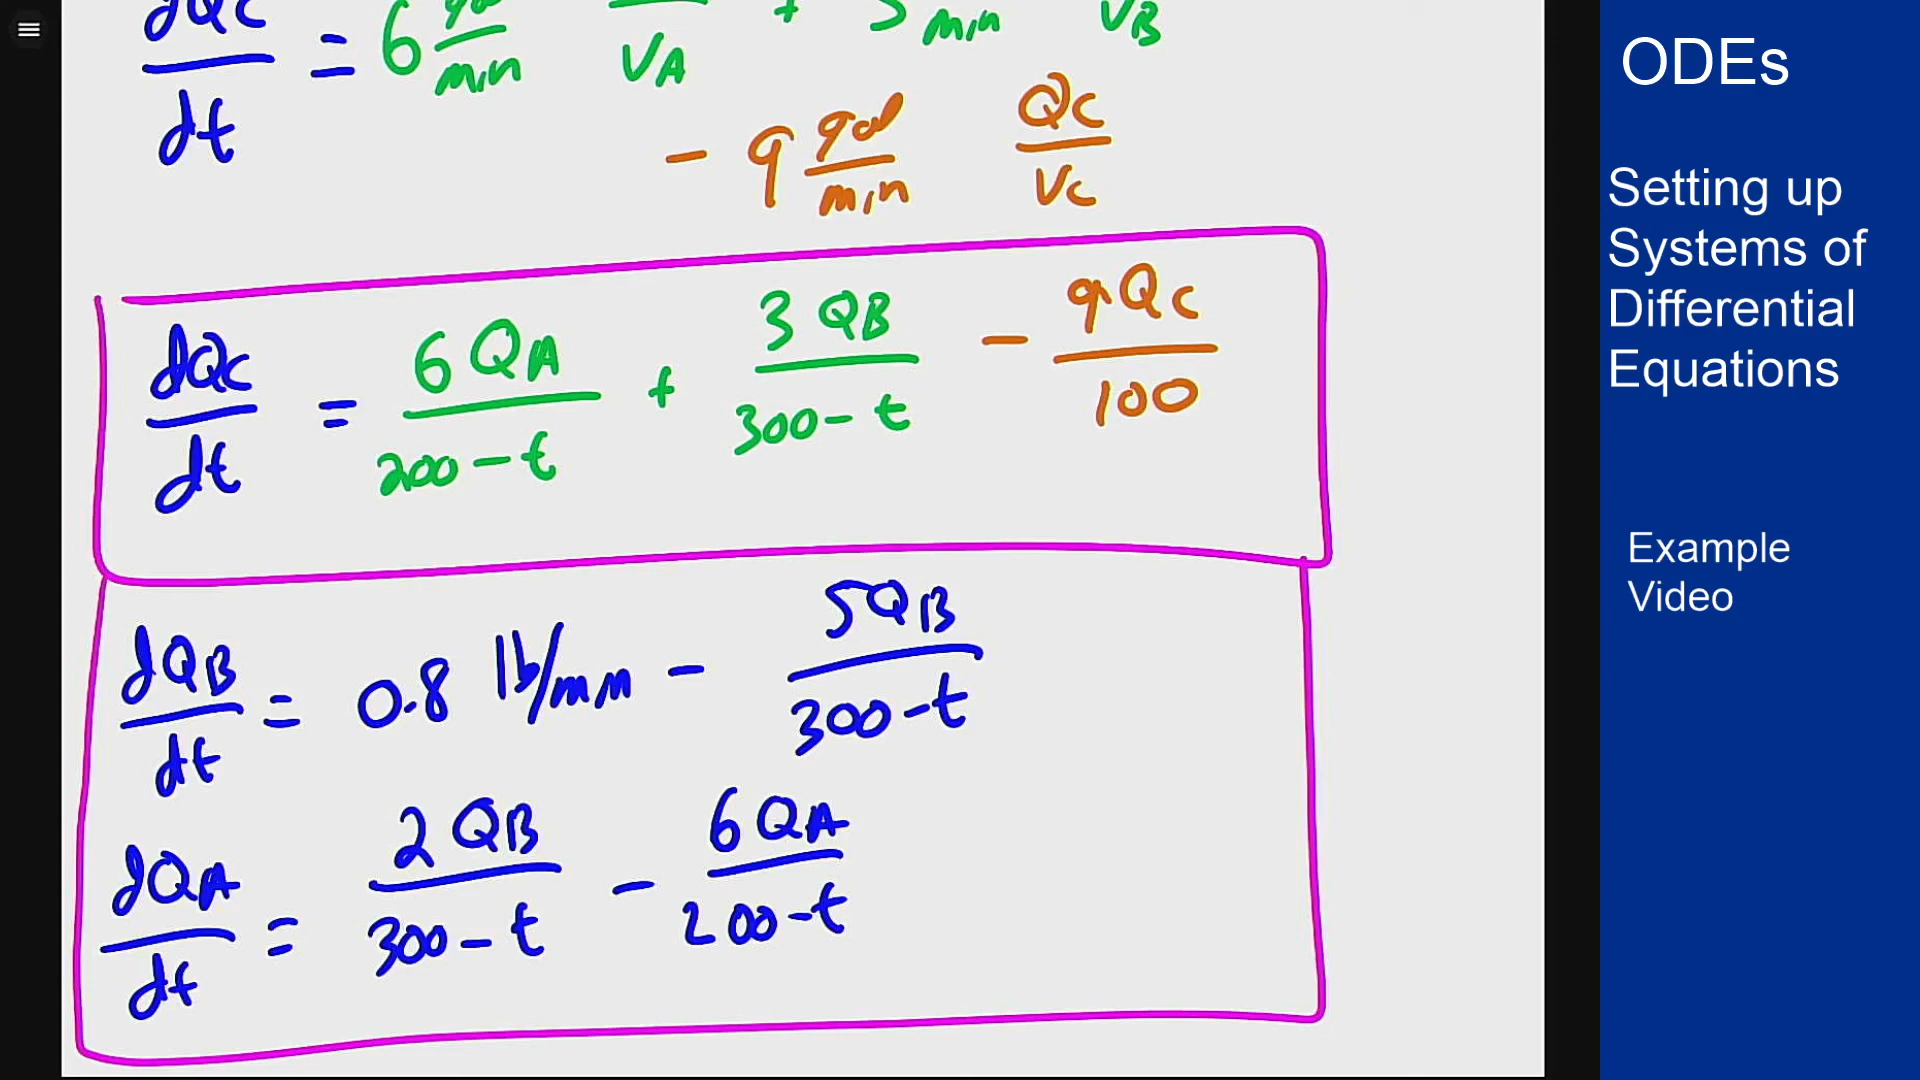 dQC/dt = 6 gal/min /VA + 3 /min /VB
- 9 gal/min QC/VC
dQC/dt = 6QA/200-t + 3QB/300-t - 9QC/100
dQB/dt = 0.8 lb/min - 5QB/300-t
dQA/dt = 2QB/300-t - 6QA/200-t
ODEs
Setting up
Systems of
Differential
Equations
Example
Video